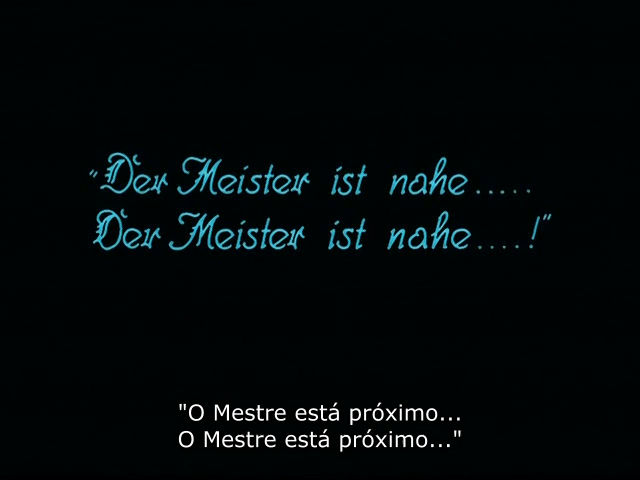 "Der Meister ist nahe.....
Der Meister ist nahe....!"
"O Mestre está próximo...
O Mestre está próximo..."